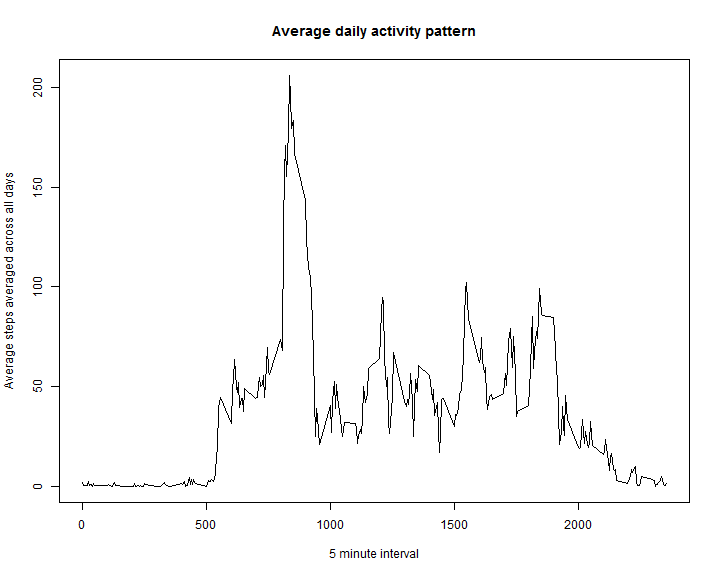 Average daily activity pattern
Average steps averaged across all days
200
150
100
50
0
0 500 1000 1500 2000
5 minute interval